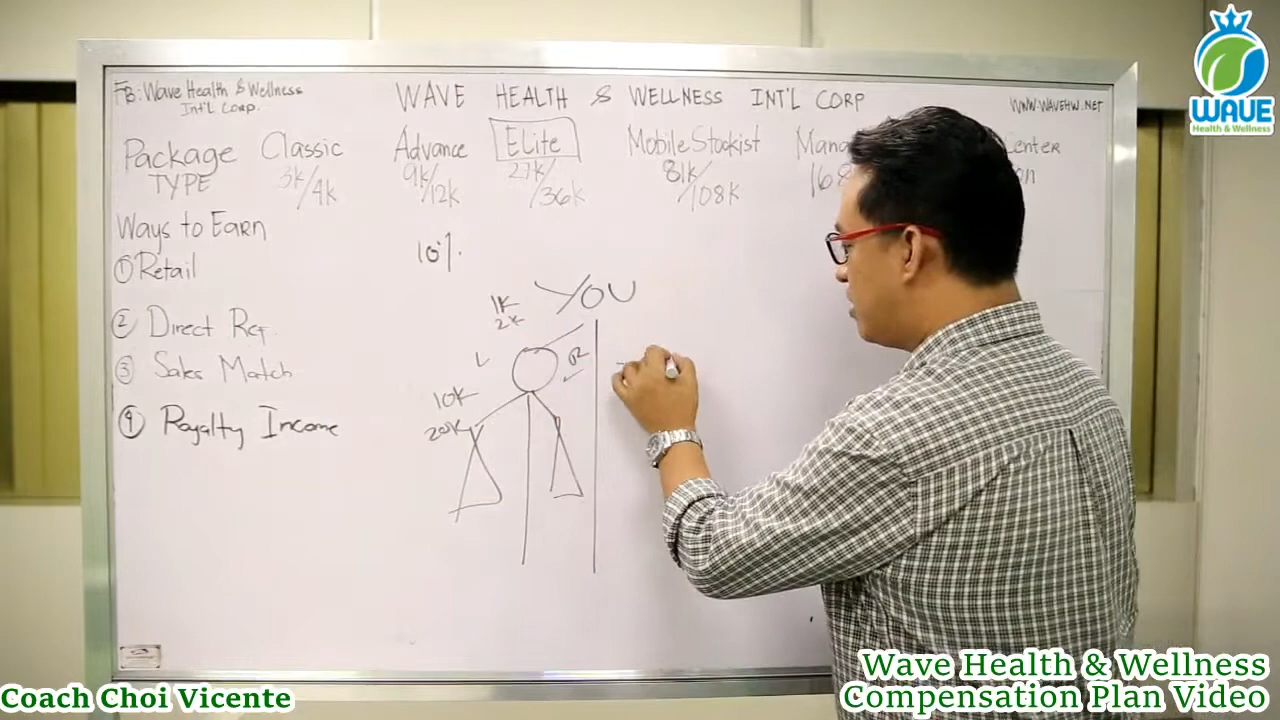 FB: Wave Health & Wellness
Int'l Corp.
WAVE HEALTH & WELLNESS INT'L CORP
WWW.WAVEHW.NET
Package TYPE
Classic 3K/4K
Advance 9K/12K
Elite 27K/36K
Mobile Stockist 81K/108K
168
Center
Ways to Earn
① Retail
10%.
② Direct Ref.
③ Sales Match
④ Royalty Income
YOU
1K
2K
L
10K
20K
WAVE
Health & Wellness
Coach Choi Vicente
Wave Health & Wellness
Compensation Plan Video